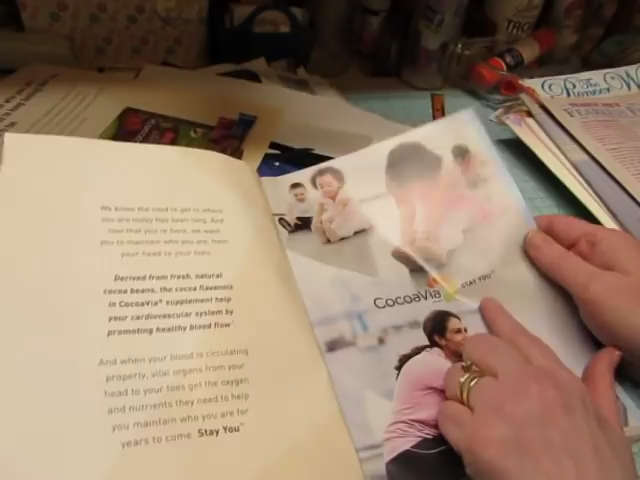 We know the road to get to where
you are today has been long. And
now that you're here, we want
you to maintain who you are, from
your head to your toes.
Derived from fresh, natural
cocoa beans, the cocoa flavanols
in CocoaVia® supplement help
your cardiovascular system by
promoting healthy blood flow*
And when your blood is circulating
properly, vital organs from your
head to your toes get the oxygen
and nutrients they need to help
you maintain who you are for
years to come. Stay You™
CocoaVia STAY YOU™
The
Pioneer W